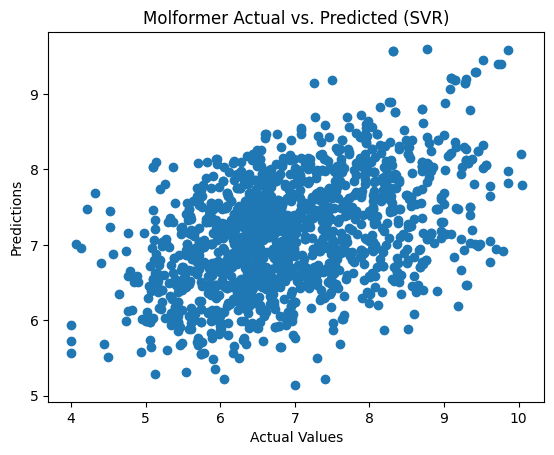 Molformer Actual vs. Predicted (SVR)
9
8
7
6
5
Predictions
4 5 6 7 8 9 10
Actual Values